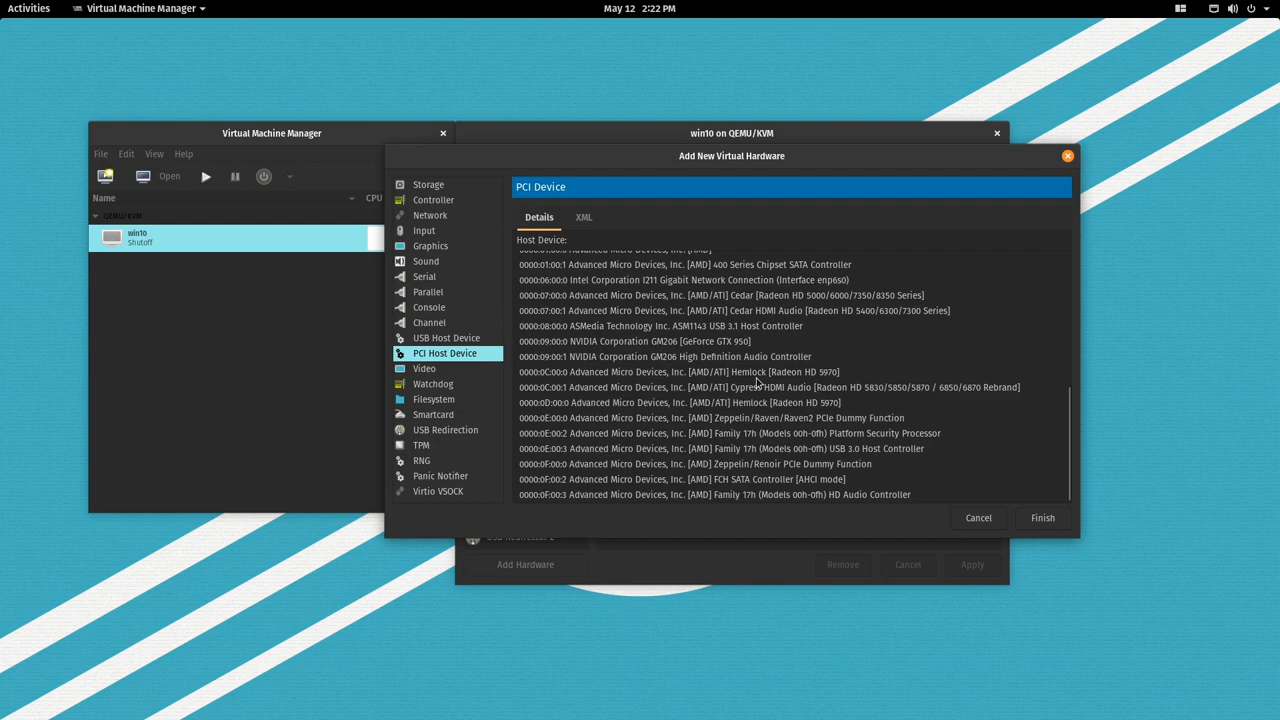 Activities
Virtual Machine Manager
May 12 2:22 PM
Virtual Machine Manager
File Edit View Help
Open
Name CPU
QEMU/KVM
win10
Shutoff
win10 on QEMU/KVM
Add New Virtual Hardware
Storage
Controller
Network
Input
Graphics
Sound
Serial
Parallel
Console
Channel
USB Host Device
PCI Host Device
Video
Watchdog
Filesystem
Smartcard
USB Redirection
TPM
RNG
Panic Notifier
Virtio VSOCK
PCI Device
Details XML
Host Device:
0000:01:00:1 Advanced Micro Devices, Inc. [AMD] 400 Series Chipset SATA Controller
0000:06:00:0 Intel Corporation I211 Gigabit Network Connection (Interface enp6s0)
0000:07:00:0 Advanced Micro Devices, Inc. [AMD/ATI] Cedar [Radeon HD 5000/6000/7350/8350 Series]
0000:07:00:1 Advanced Micro Devices, Inc. [AMD/ATI] Cedar HDMI Audio [Radeon HD 5400/6300/7300 Series]
0000:08:00:0 ASMedia Technology Inc. ASM1143 USB 3.1 Host Controller
0000:09:00:0 NVIDIA Corporation GM206 [GeForce GTX 950]
0000:09:00:1 NVIDIA Corporation GM206 High Definition Audio Controller
0000:0C:00:0 Advanced Micro Devices, Inc. [AMD/ATI] Hemlock [Radeon HD 5970]
0000:0C:00:1 Advanced Micro Devices, Inc. [AMD/ATI] Cypress HDMI Audio [Radeon HD 5830/5850/5870 / 6850/6870 Rebrand]
0000:0D:00:0 Advanced Micro Devices, Inc. [AMD/ATI] Hemlock [Radeon HD 5970]
0000:0E:00:0 Advanced Micro Devices, Inc. [AMD] Zeppelin/Raven/Raven2 PCIe Dummy Function
0000:0E:00:2 Advanced Micro Devices, Inc. [AMD] Family 17h (Models 00h-0fh) Platform Security Processor
0000:0E:00:3 Advanced Micro Devices, Inc. [AMD] Family 17h (Models 00h-0fh) USB 3.0 Host Controller
0000:0F:00:0 Advanced Micro Devices, Inc. [AMD] Zeppelin/Renoir PCIe Dummy Function
0000:0F:00:2 Advanced Micro Devices, Inc. [AMD] FCH SATA Controller [AHCI mode]
0000:0F:00:3 Advanced Micro Devices, Inc. [AMD] Family 17h (Models 00h-0fh) HD Audio Controller
Cancel Finish
Add Hardware Remove Cancel Apply